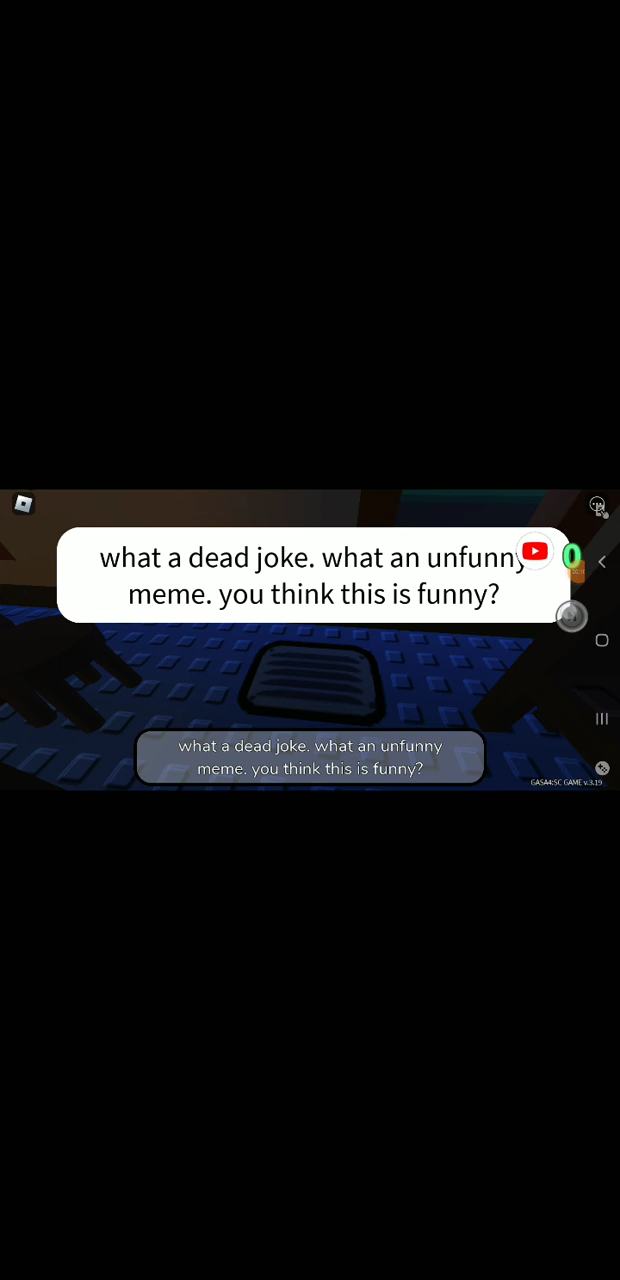 what a dead joke. what an unfunny
meme. you think this is funny?
0
what a dead joke. what an unfunny
meme. you think this is funny?
GASA4:SC GAME v.3.19